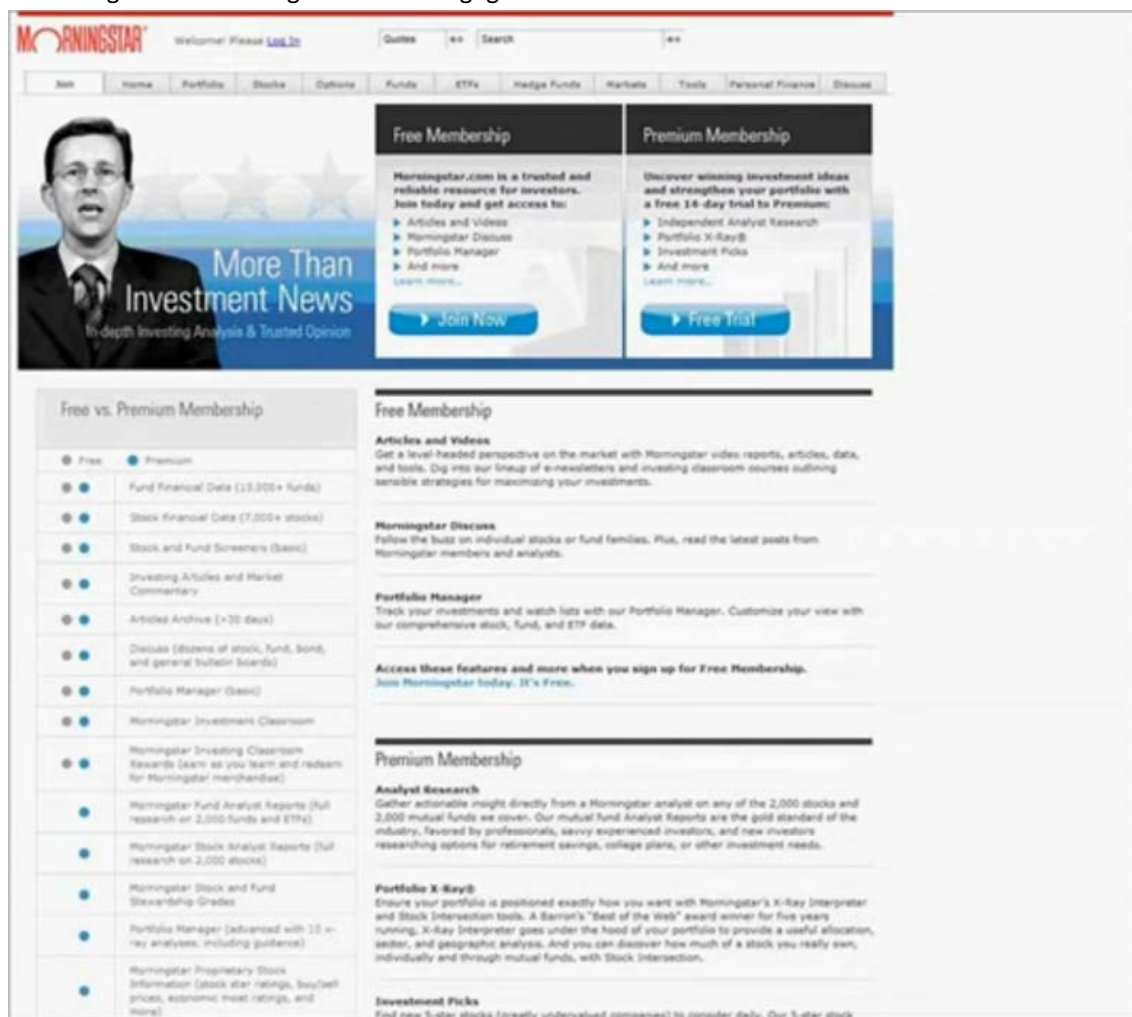 MORNINGSTAR®
Welcome! Please Log In
Quotes
Search
Join Home Portfolio Stocks Options Funds ETFs Hedge Funds Markets Tools Personal Finance Discuss
More Than
Investment News
In-depth Investing Analysis & Trusted Opinion
Free Membership
Morningstar.com is a trusted and
reliable resource for investors.
Join today and get access to:
Articles and Videos
Morningstar Discuss
Portfolio Manager
And more
Learn more...
Join Now
Premium Membership
Uncover winning investment ideas
and strengthen your portfolio with
a free 14-day trial to Premium:
Independent Analyst Research
Portfolio X-Ray®
Investment Picks
And more
Learn more...
Free Trial
Free vs. Premium Membership
Free Premium
Fund Financial Data (13,000+ funds)
Stock Financial Data (7,000+ stocks)
Stock and Fund Screeners (basic)
Investing Articles and Market
Commentary
Articles Archive (>30 days)
Discuss (dozens of stock, fund, bond,
and general bulletin boards)
Portfolio Manager (basic)
Morningstar Investment Classroom
Morningstar Investing Classroom
Rewards (earn as you learn and redeem
for Morningstar merchandise)
Morningstar Fund Analyst Reports (full
research on 2,000 funds and ETFs)
Morningstar Stock Analyst Reports (full
research on 2,000 stocks)
Morningstar Stock and Fund
Stewardship Grades
Portfolio Manager (advanced with 10 x-
ray analyses, including guidance)
Morningstar Proprietary Stock
Information (stock star ratings, buy/sell
prices, economic moat ratings, and
more)
Free Membership
Articles and Videos
Get a level-headed perspective on the market with Morningstar video reports, articles, data,
and tools. Dig into our lineup of e-newsletters and investing classroom courses outlining
sensible strategies for maximizing your investments.
Morningstar Discuss
Follow the buzz on individual stocks or fund families. Plus, read the latest posts from
Morningstar members and analysts.
Portfolio Manager
Track your investments and watch lists with our Portfolio Manager. Customize your view with
our comprehensive stock, fund, and ETF data.
Access these features and more when you sign up for Free Membership.
Join Morningstar today. It's Free.
Premium Membership
Analyst Research
Gather actionable insight directly from a Morningstar analyst on any of the 2,000 stocks and
2,000 mutual funds we cover. Our mutual fund Analyst Reports are the gold standard of the
industry, favored by professionals, savvy experienced investors, and new investors
researching options for retirement savings, college plans, or other investment needs.
Portfolio X-Ray®
Ensure your portfolio is positioned exactly how you want with Morningstar's X-Ray Interpreter
and Stock Intersection tools. A Barron's "Best of the Web" award winner for five years
running, X-Ray Interpreter goes under the hood of your portfolio to provide a useful allocation,
sector, and geographic analysis. And you can discover how much of a stock you really own,
individually and through mutual funds, with Stock Intersection.
Investment Picks
Find new 5-star stocks (greatly undervalued companies) to consider daily. Our 5-star stock